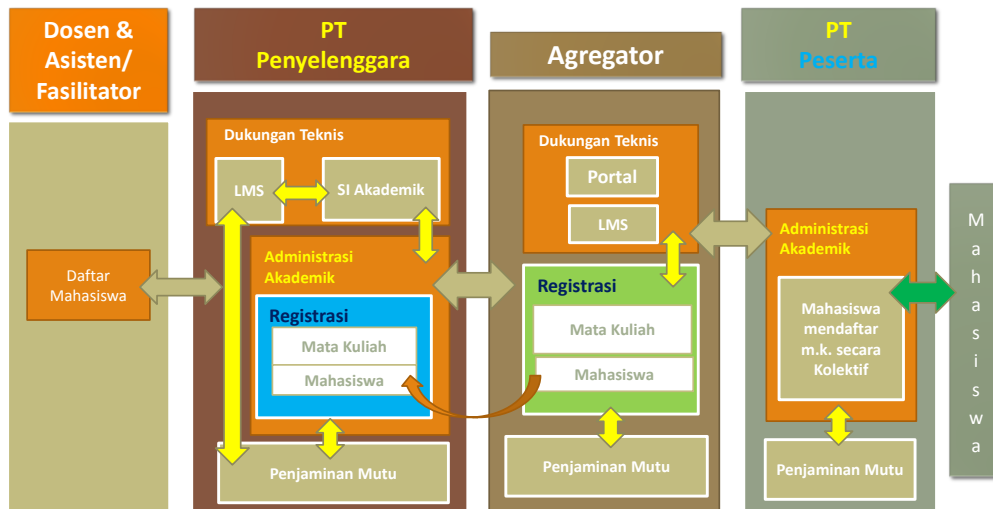 Dosen &
Asisten/
Fasilitator
PT
Penyelenggara
Agregator
PT
Peserta
Daftar
Mahasiswa
Dukungan Teknis
LMS
SI Akademik
Administrasi
Akademik
Registrasi
Mata Kuliah
Mahasiswa
Penjaminan Mutu
Dukungan Teknis
Portal
LMS
Registrasi
Mata Kuliah
Mahasiswa
Penjaminan Mutu
Administrasi
Akademik
Mahasiswa
mendaftar
m.k. secara
Kolektif
Penjaminan Mutu
M
a
h
a
s
i
s
w
a